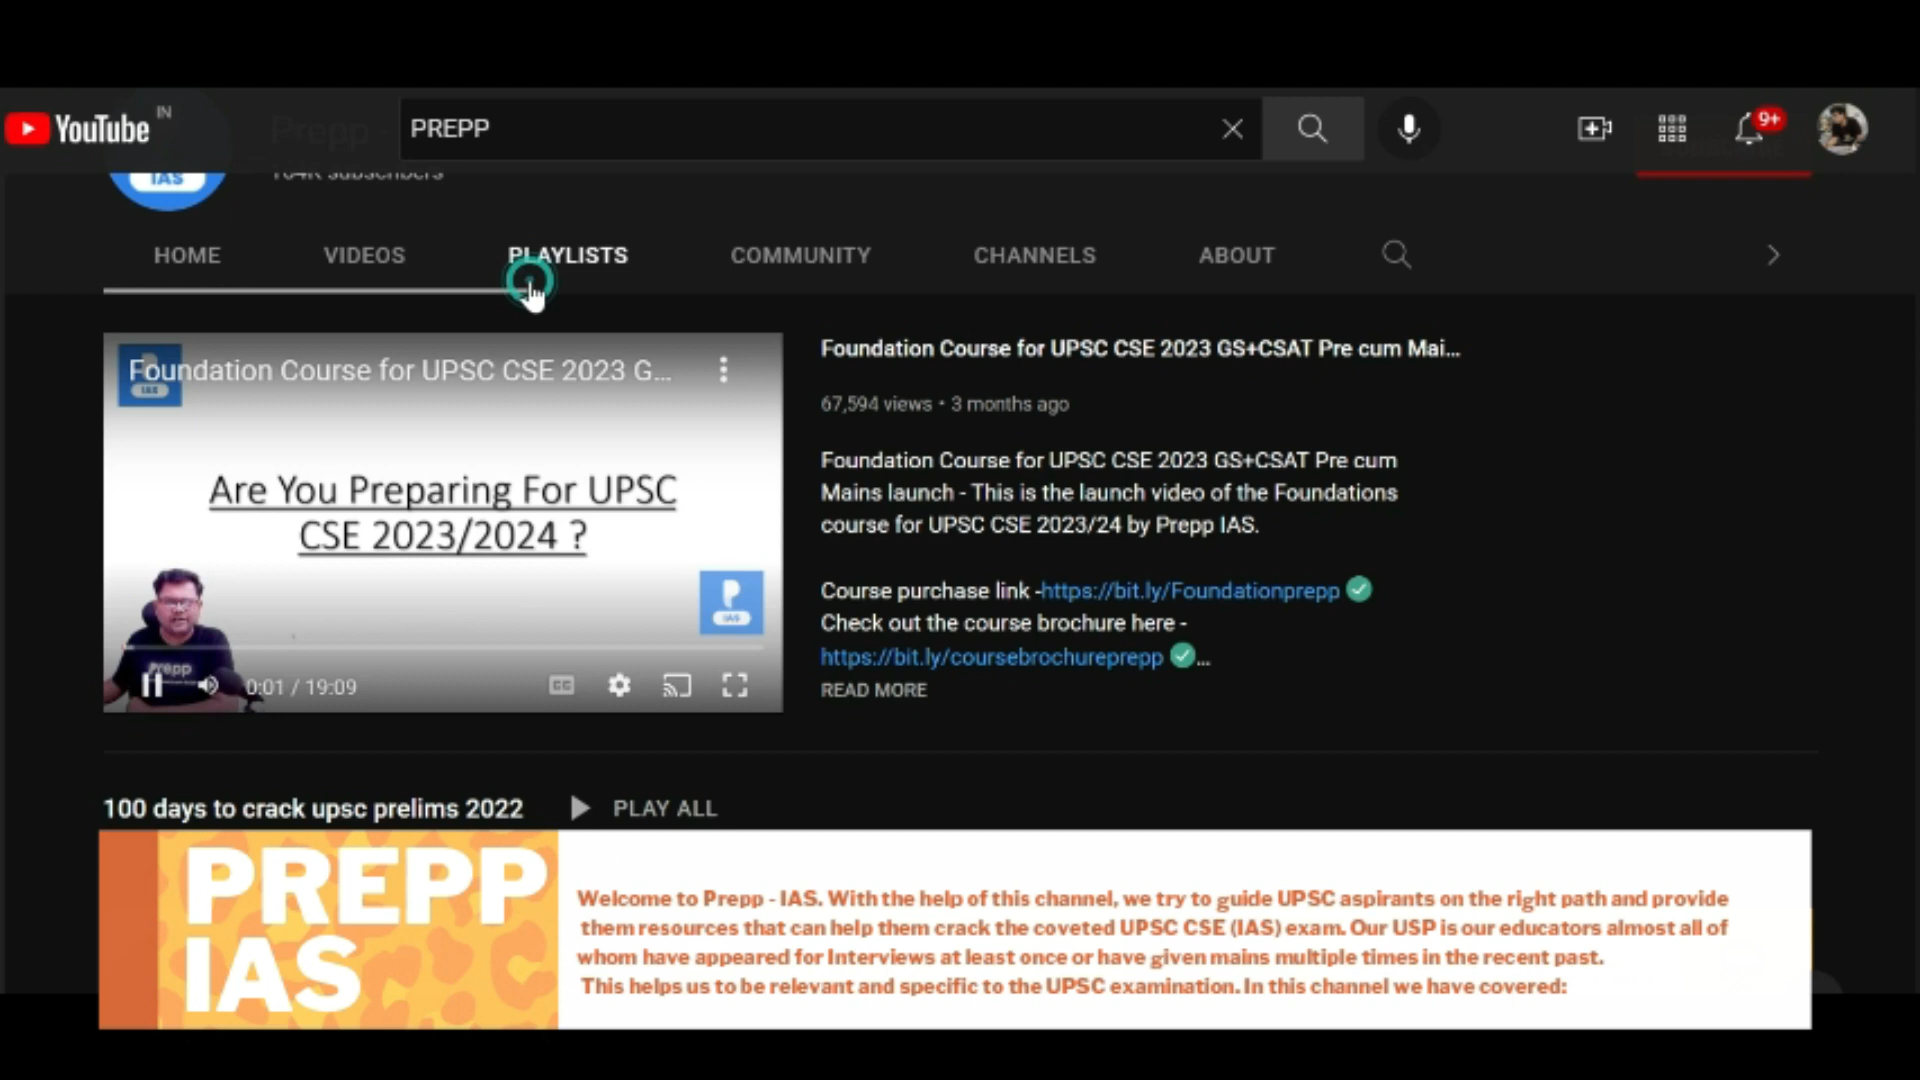 YouTube IN
PREPP
9+
Prepp -
IAS
subscribers
HOME VIDEOS PLAYLISTS COMMUNITY CHANNELS ABOUT
Foundation Course for UPSC CSE 2023 G...
IAS
Are You Preparing For UPSC
CSE 2023/2024 ?
IAS
Prepp
0:01 / 19:09
CC
Foundation Course for UPSC CSE 2023 GS+CSAT Pre cum Mai...
67,594 views • 3 months ago
Foundation Course for UPSC CSE 2023 GS+CSAT Pre cum
Mains launch - This is the launch video of the Foundations
course for UPSC CSE 2023/24 by Prepp IAS.
Course purchase link -https://bit.ly/Foundationprepp
Check out the course brochure here -
https://bit.ly/coursebrochureprepp ...
READ MORE
100 days to crack upsc prelims 2022 PLAY ALL
PREPP
IAS
Welcome to Prepp - IAS. With the help of this channel, we try to guide UPSC aspirants on the right path and provide
them resources that can help them crack the coveted UPSC CSE (IAS) exam. Our USP is our educators almost all of
whom have appeared for Interviews at least once or have given mains multiple times in the recent past.
This helps us to be relevant and specific to the UPSC examination. In this channel we have covered: